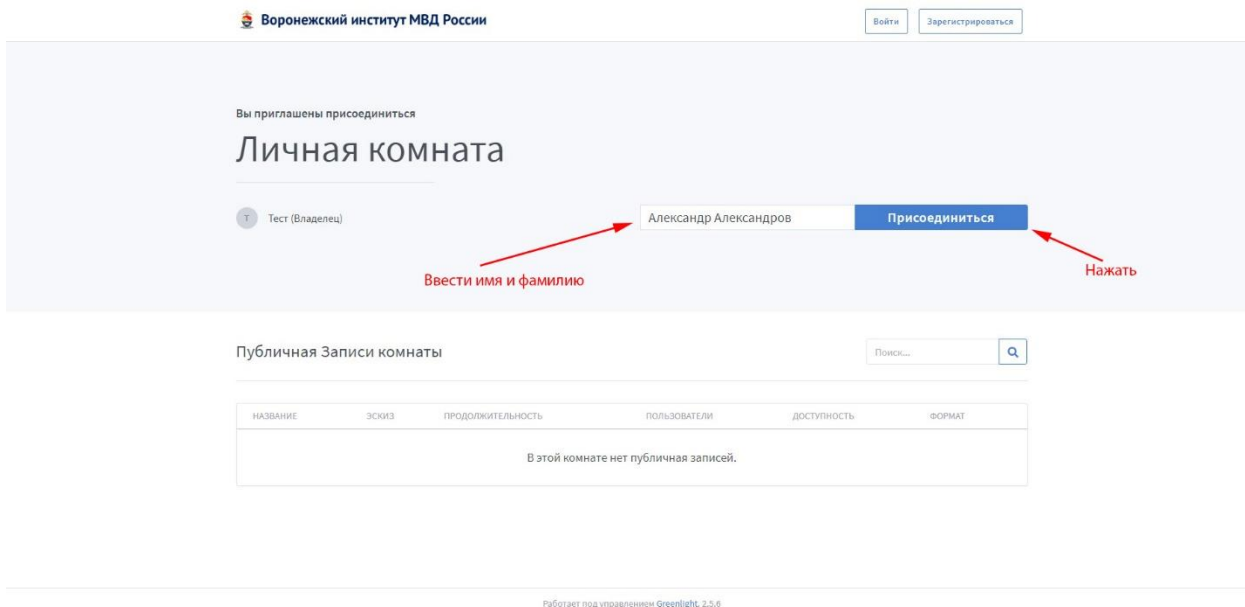 Воронежский институт МВД России
Войти
Зарегистрироваться
Вы приглашены присоединиться
Личная комната
Т
Тест (Владелец)
Александр Александров
Присоединиться
Ввести имя и фамилию
Нажать
Публичная Записи комнаты
Поиск...
НАЗВАНИЕ ЭСКИЗ ПРОДОЛЖИТЕЛЬНОСТЬ ПОЛЬЗОВАТЕЛИ ДОСТУПНОСТЬ ФОРМАТ
В этой комнате нет публичная записей.
Работает под управлением Greenlight. 2.5.6